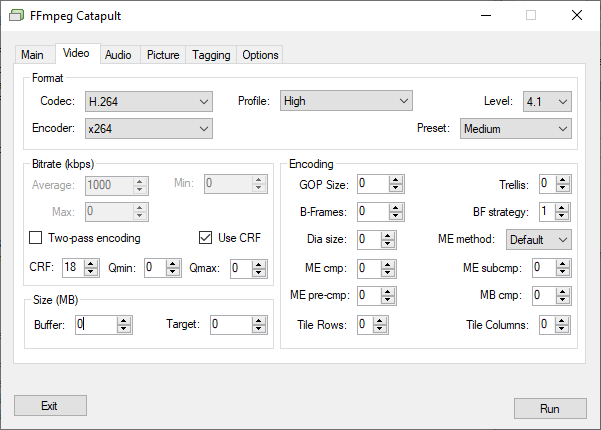 FFmpeg Catapult
Main Video Audio Picture Tagging Options
Format
Codec: H.264 Profile: High Level: 4.1
Encoder: x264 Preset: Medium
Bitrate (kbps)
Average: 1000 Min: 0
Max: 0
Two-pass encoding Use CRF
CRF: 18 Qmin: 0 Qmax: 0
Size (MB)
Buffer: 0 Target: 0
Encoding
GOP Size: 0 Trellis: 0
B-Frames: 0 BF strategy: 1
Dia size: 0 ME method: Default
ME cmp: 0 ME subcmp: 0
ME pre-cmp: 0 MB cmp: 0
Tile Rows: 0 Tile Columns: 0
Exit Run